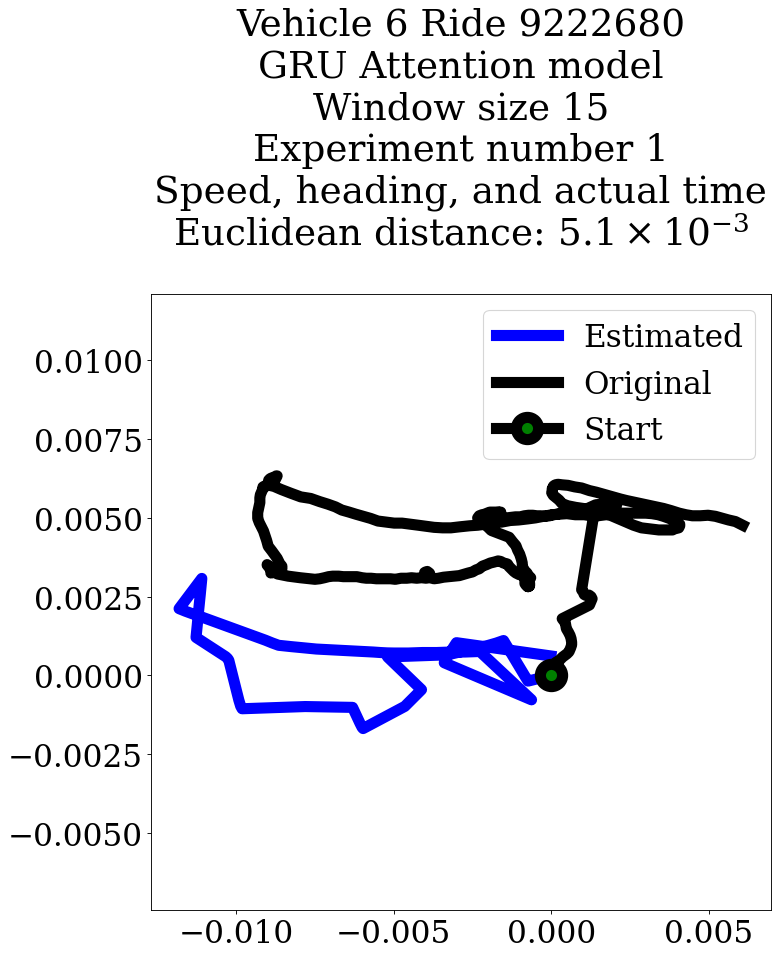 Vehicle 6 Ride 9222680
GRU Attention model
Window size 15
Experiment number 1
Speed, heading, and actual time
Euclidean distance: 5.1 × 10⁻³
Estimated
Original
Start
0.0100
0.0075
0.0050
0.0025
0.0000
−0.0025
−0.0050
−0.010 −0.005 0.000 0.005